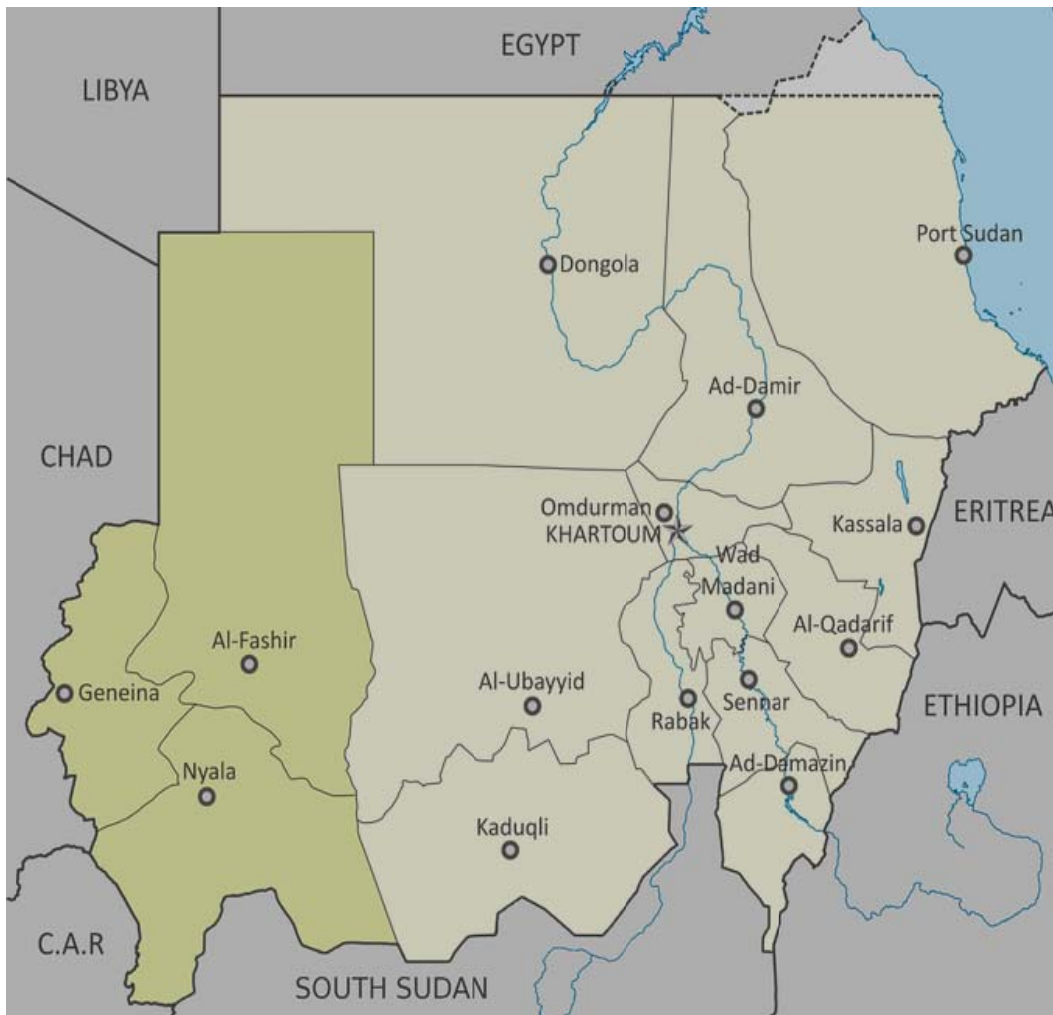 EGYPT
LIBYA
Port Sudan
Dongola
Ad-Damir
CHAD
Omdurman
KHARTOUM
Kassala
ERITREA
Wad
Madani
Al-Qadarif
Al-Fashir
Geneina
Al-Ubayyid
Rabak
Sennar
ETHIOPIA
Nyala
Ad-Damazin
Kaduqli
C.A.R
SOUTH SUDAN